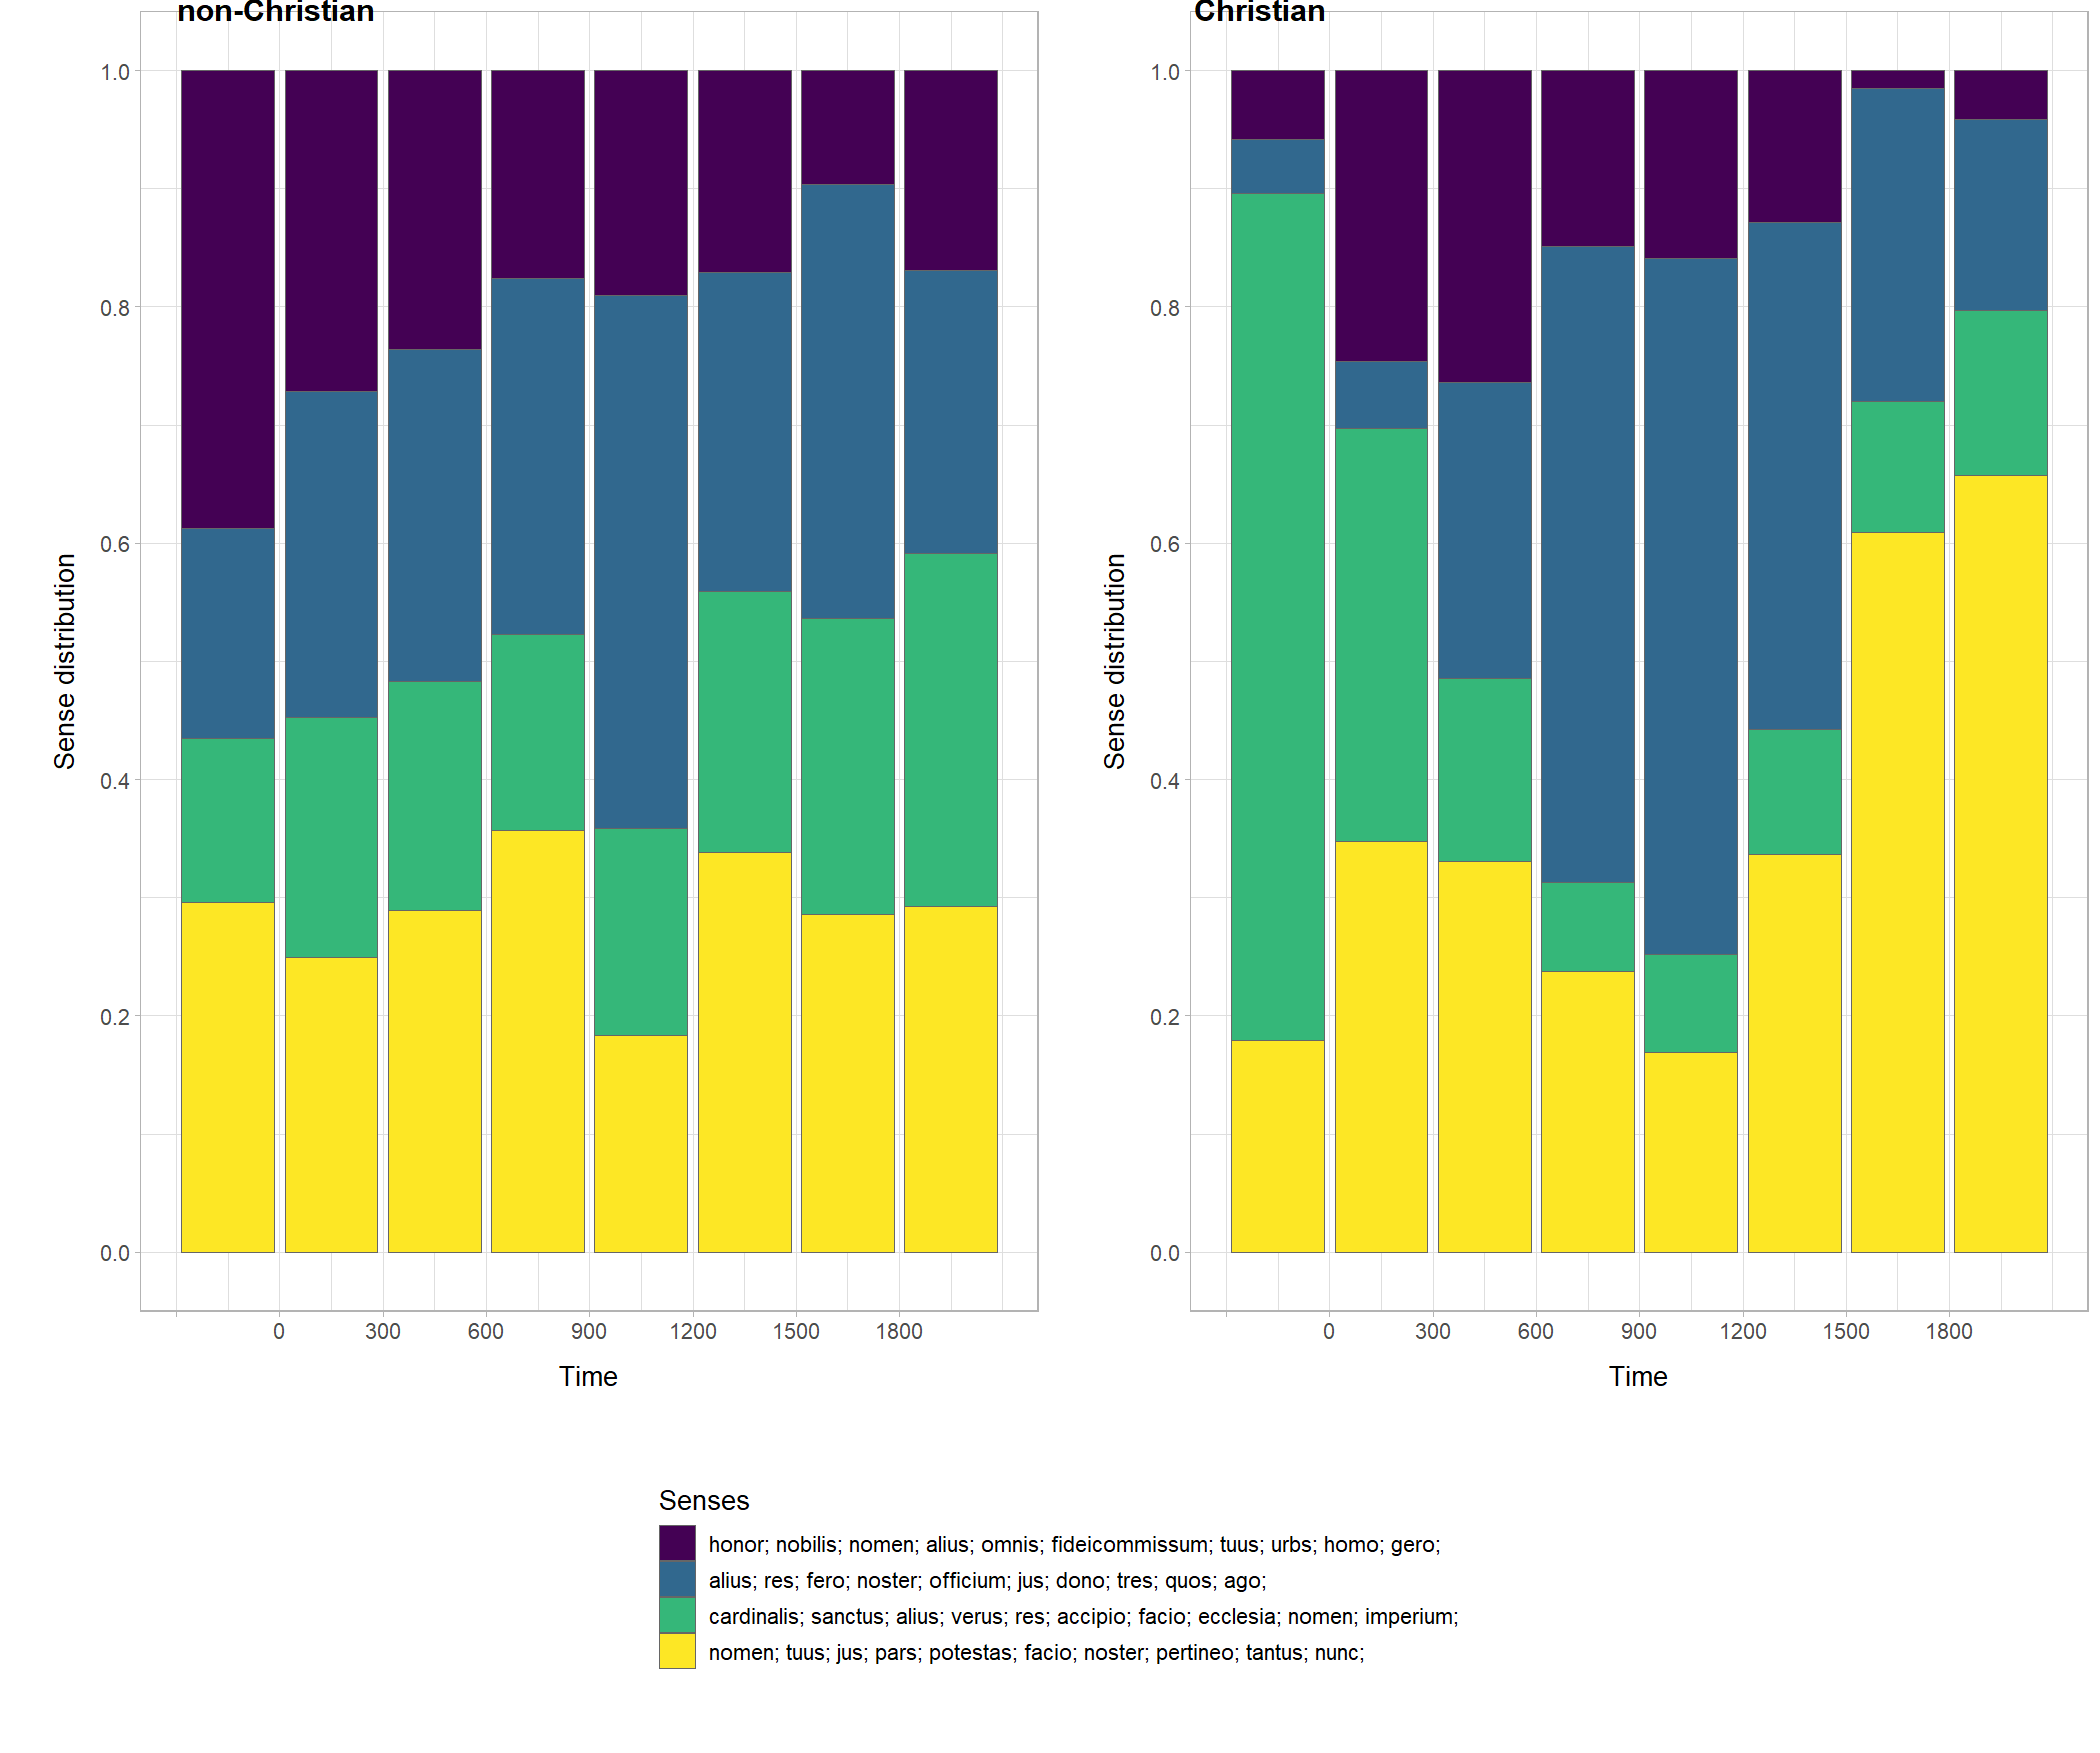 non-Christian
1.0
0.8
0.6
0.4
0.2
0.0
Sense distribution
0 300 600 900 1200 1500 1800
Time
Christian
1.0
0.8
0.6
0.4
0.2
0.0
Sense distribution
0 300 600 900 1200 1500 1800
Time
Senses
honor; nobilis; nomen; alius; omnis; fideicommissum; tuus; urbs; homo; gero;
alius; res; fero; noster; officium; jus; dono; tres; quos; ago;
cardinalis; sanctus; alius; verus; res; accipio; facio; ecclesia; nomen; imperium;
nomen; tuus; jus; pars; potestas; facio; noster; pertineo; tantus; nunc;